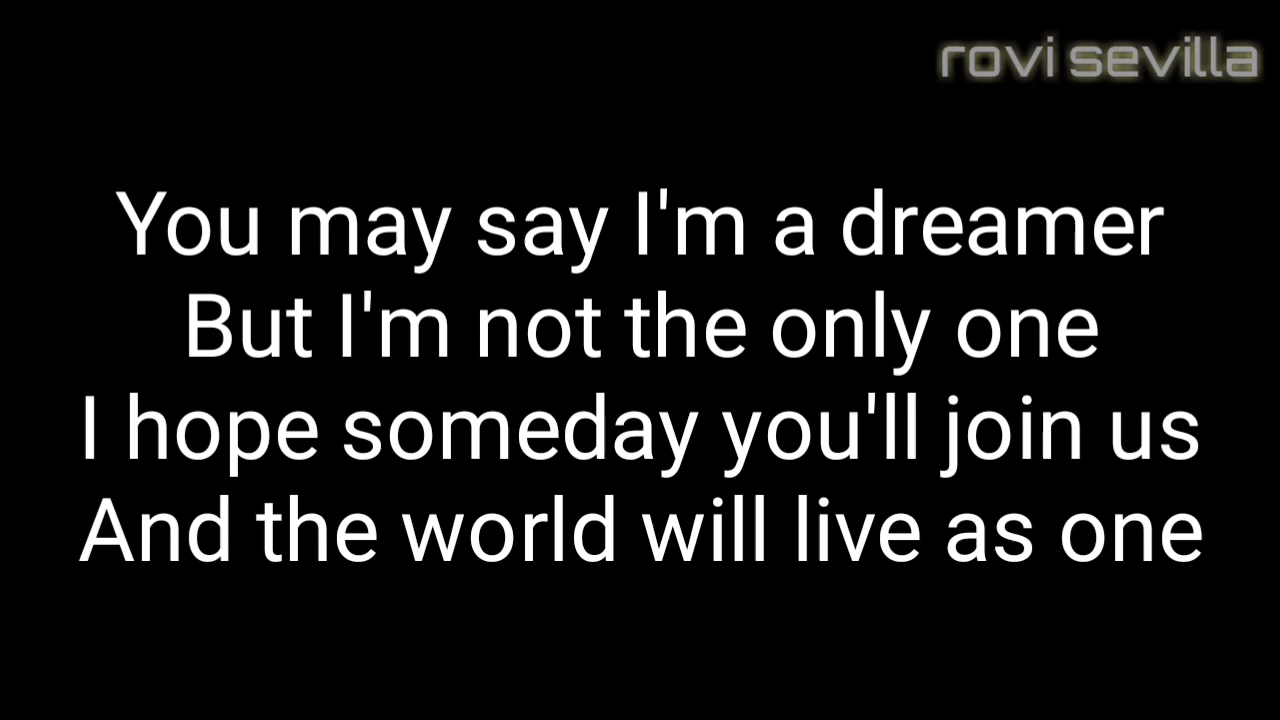 rovi sevilla
You may say I'm a dreamer
But I'm not the only one
I hope someday you'll join us
And the world will live as one